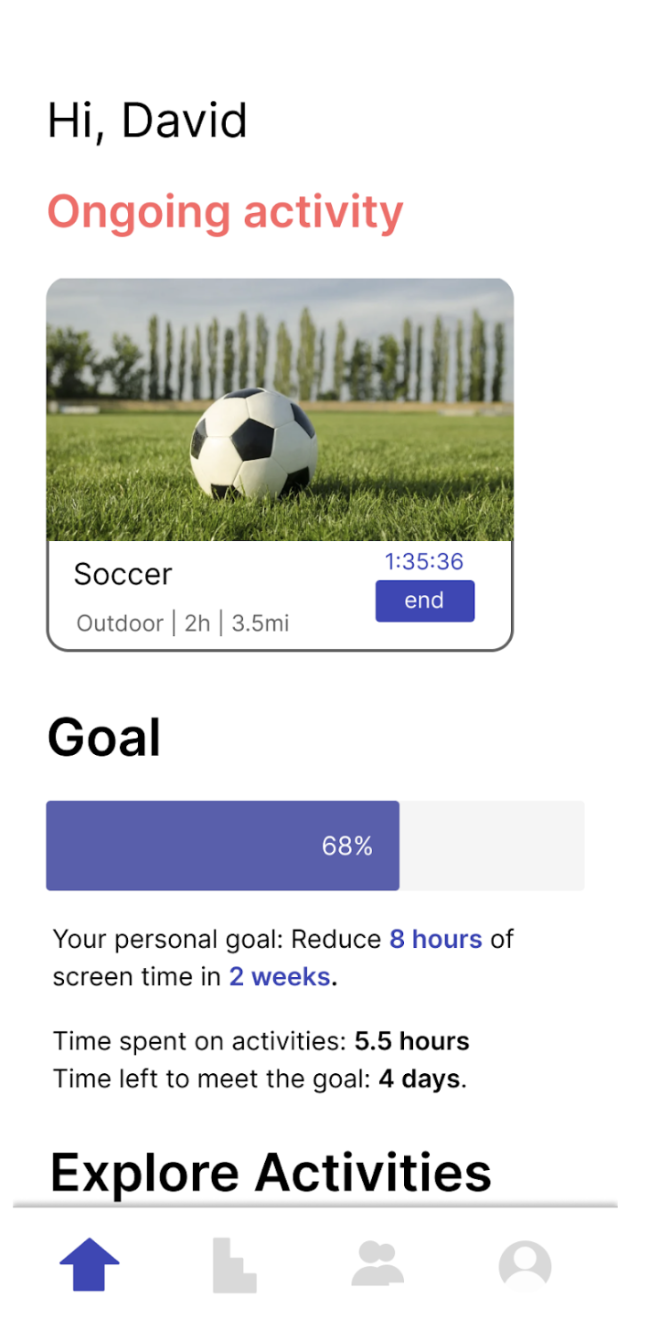 Hi, David
Ongoing activity
Soccer
1:35:36
end
Outdoor | 2h | 3.5mi
Goal
68%
Your personal goal: Reduce 8 hours of
screen time in 2 weeks.
Time spent on activities: 5.5 hours
Time left to meet the goal: 4 days.
Explore Activities